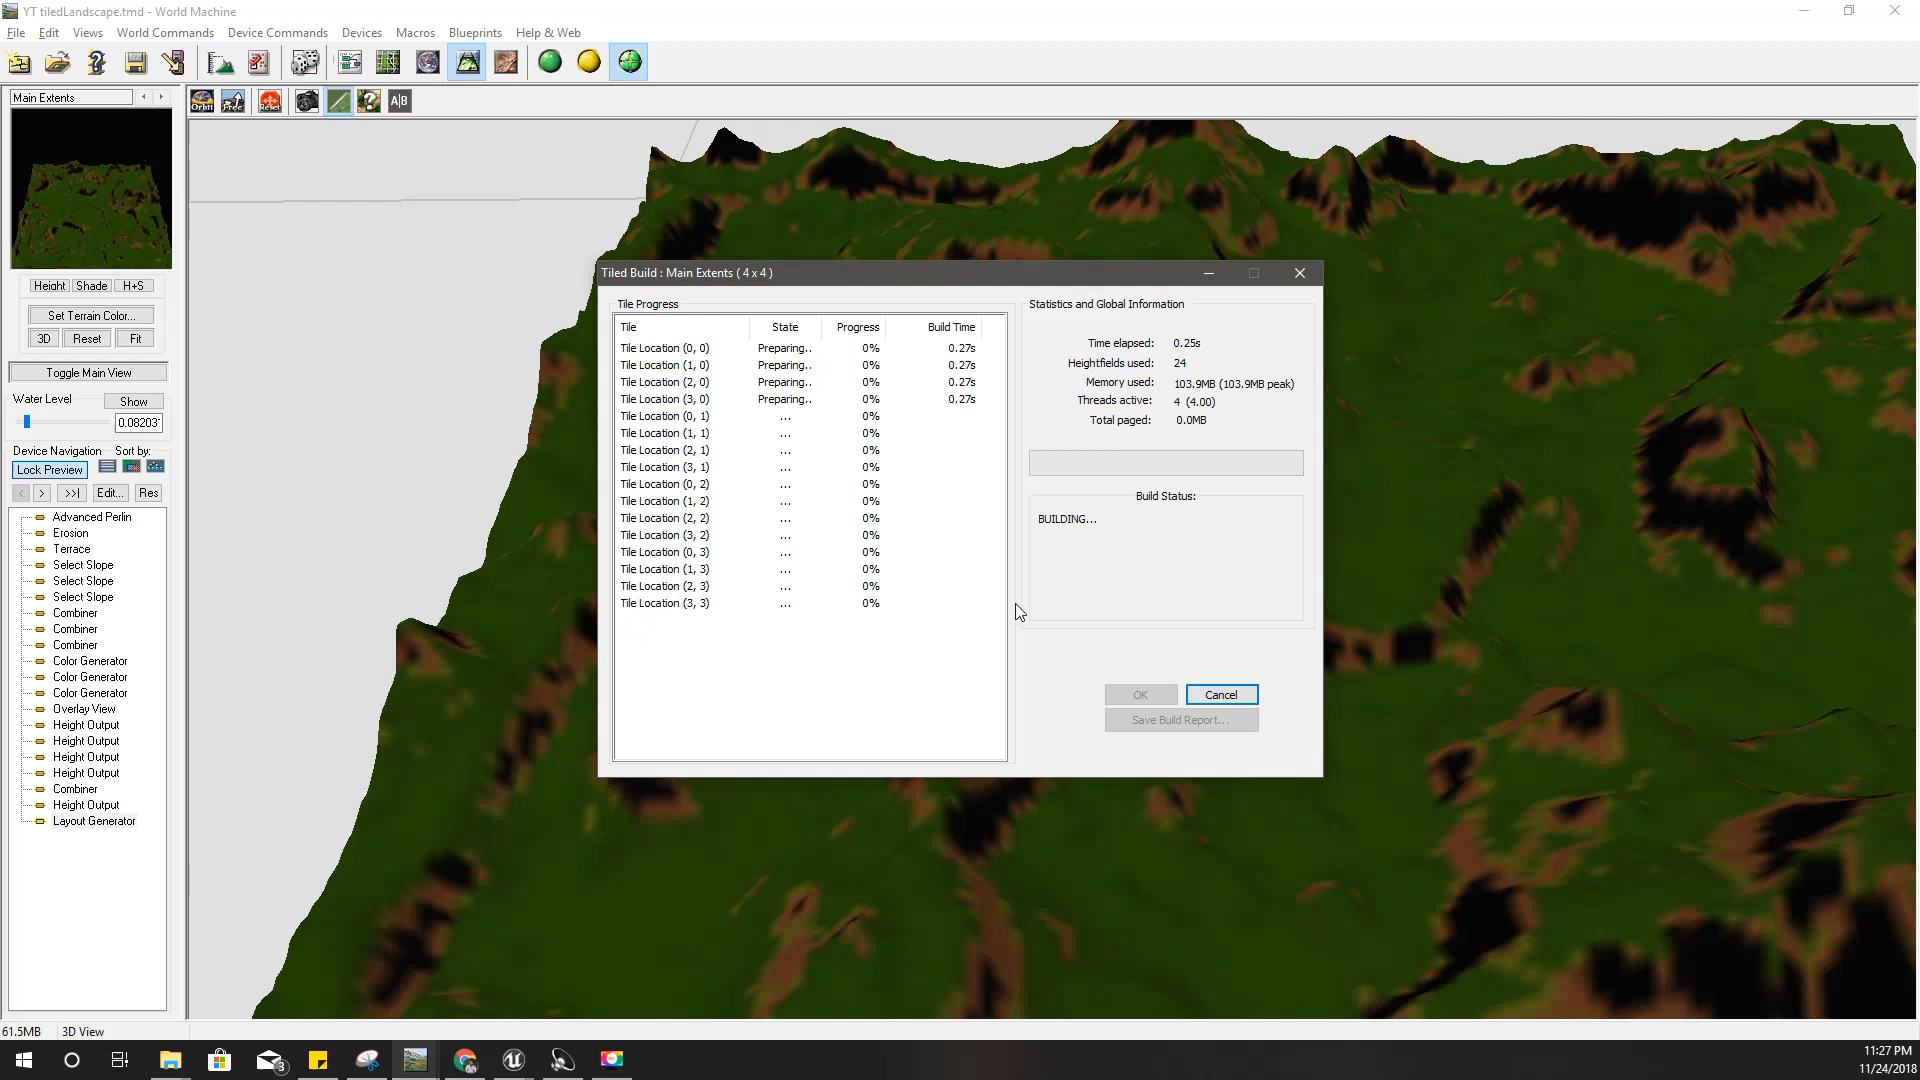 YT tiledLandscape.tmd - World Machine
File Edit Views World Commands Device Commands Devices Macros Blueprints Help & Web
Main Extents
Orbit Free Reset A|B
Height Shade H+S
Set Terrain Color...
3D Reset Fit
Toggle Main View
Water Level Show
0.08203
Device Navigation Sort by:
Lock Preview
< > >>| Edit... Res
Advanced Perlin
Erosion
Terrace
Select Slope
Select Slope
Select Slope
Combiner
Combiner
Combiner
Color Generator
Color Generator
Color Generator
Overlay View
Height Output
Height Output
Height Output
Height Output
Combiner
Height Output
Layout Generator
Tiled Build : Main Extents ( 4 x 4 )
Tile Progress
Tile State Progress Build Time
Tile Location (0, 0) Preparing.. 0% 0.27s
Tile Location (1, 0) Preparing.. 0% 0.27s
Tile Location (2, 0) Preparing.. 0% 0.27s
Tile Location (3, 0) Preparing.. 0% 0.27s
Tile Location (0, 1) ... 0%
Tile Location (1, 1) ... 0%
Tile Location (2, 1) ... 0%
Tile Location (3, 1) ... 0%
Tile Location (0, 2) ... 0%
Tile Location (1, 2) ... 0%
Tile Location (2, 2) ... 0%
Tile Location (3, 2) ... 0%
Tile Location (0, 3) ... 0%
Tile Location (1, 3) ... 0%
Tile Location (2, 3) ... 0%
Tile Location (3, 3) ... 0%
Statistics and Global Information
Time elapsed: 0.25s
Heightfields used: 24
Memory used: 103.9MB (103.9MB peak)
Threads active: 4 (4.00)
Total paged: 0.0MB
Build Status:
BUILDING...
OK Cancel
Save Build Report...
61.5MB 3D View
3
11:27 PM
11/24/2018